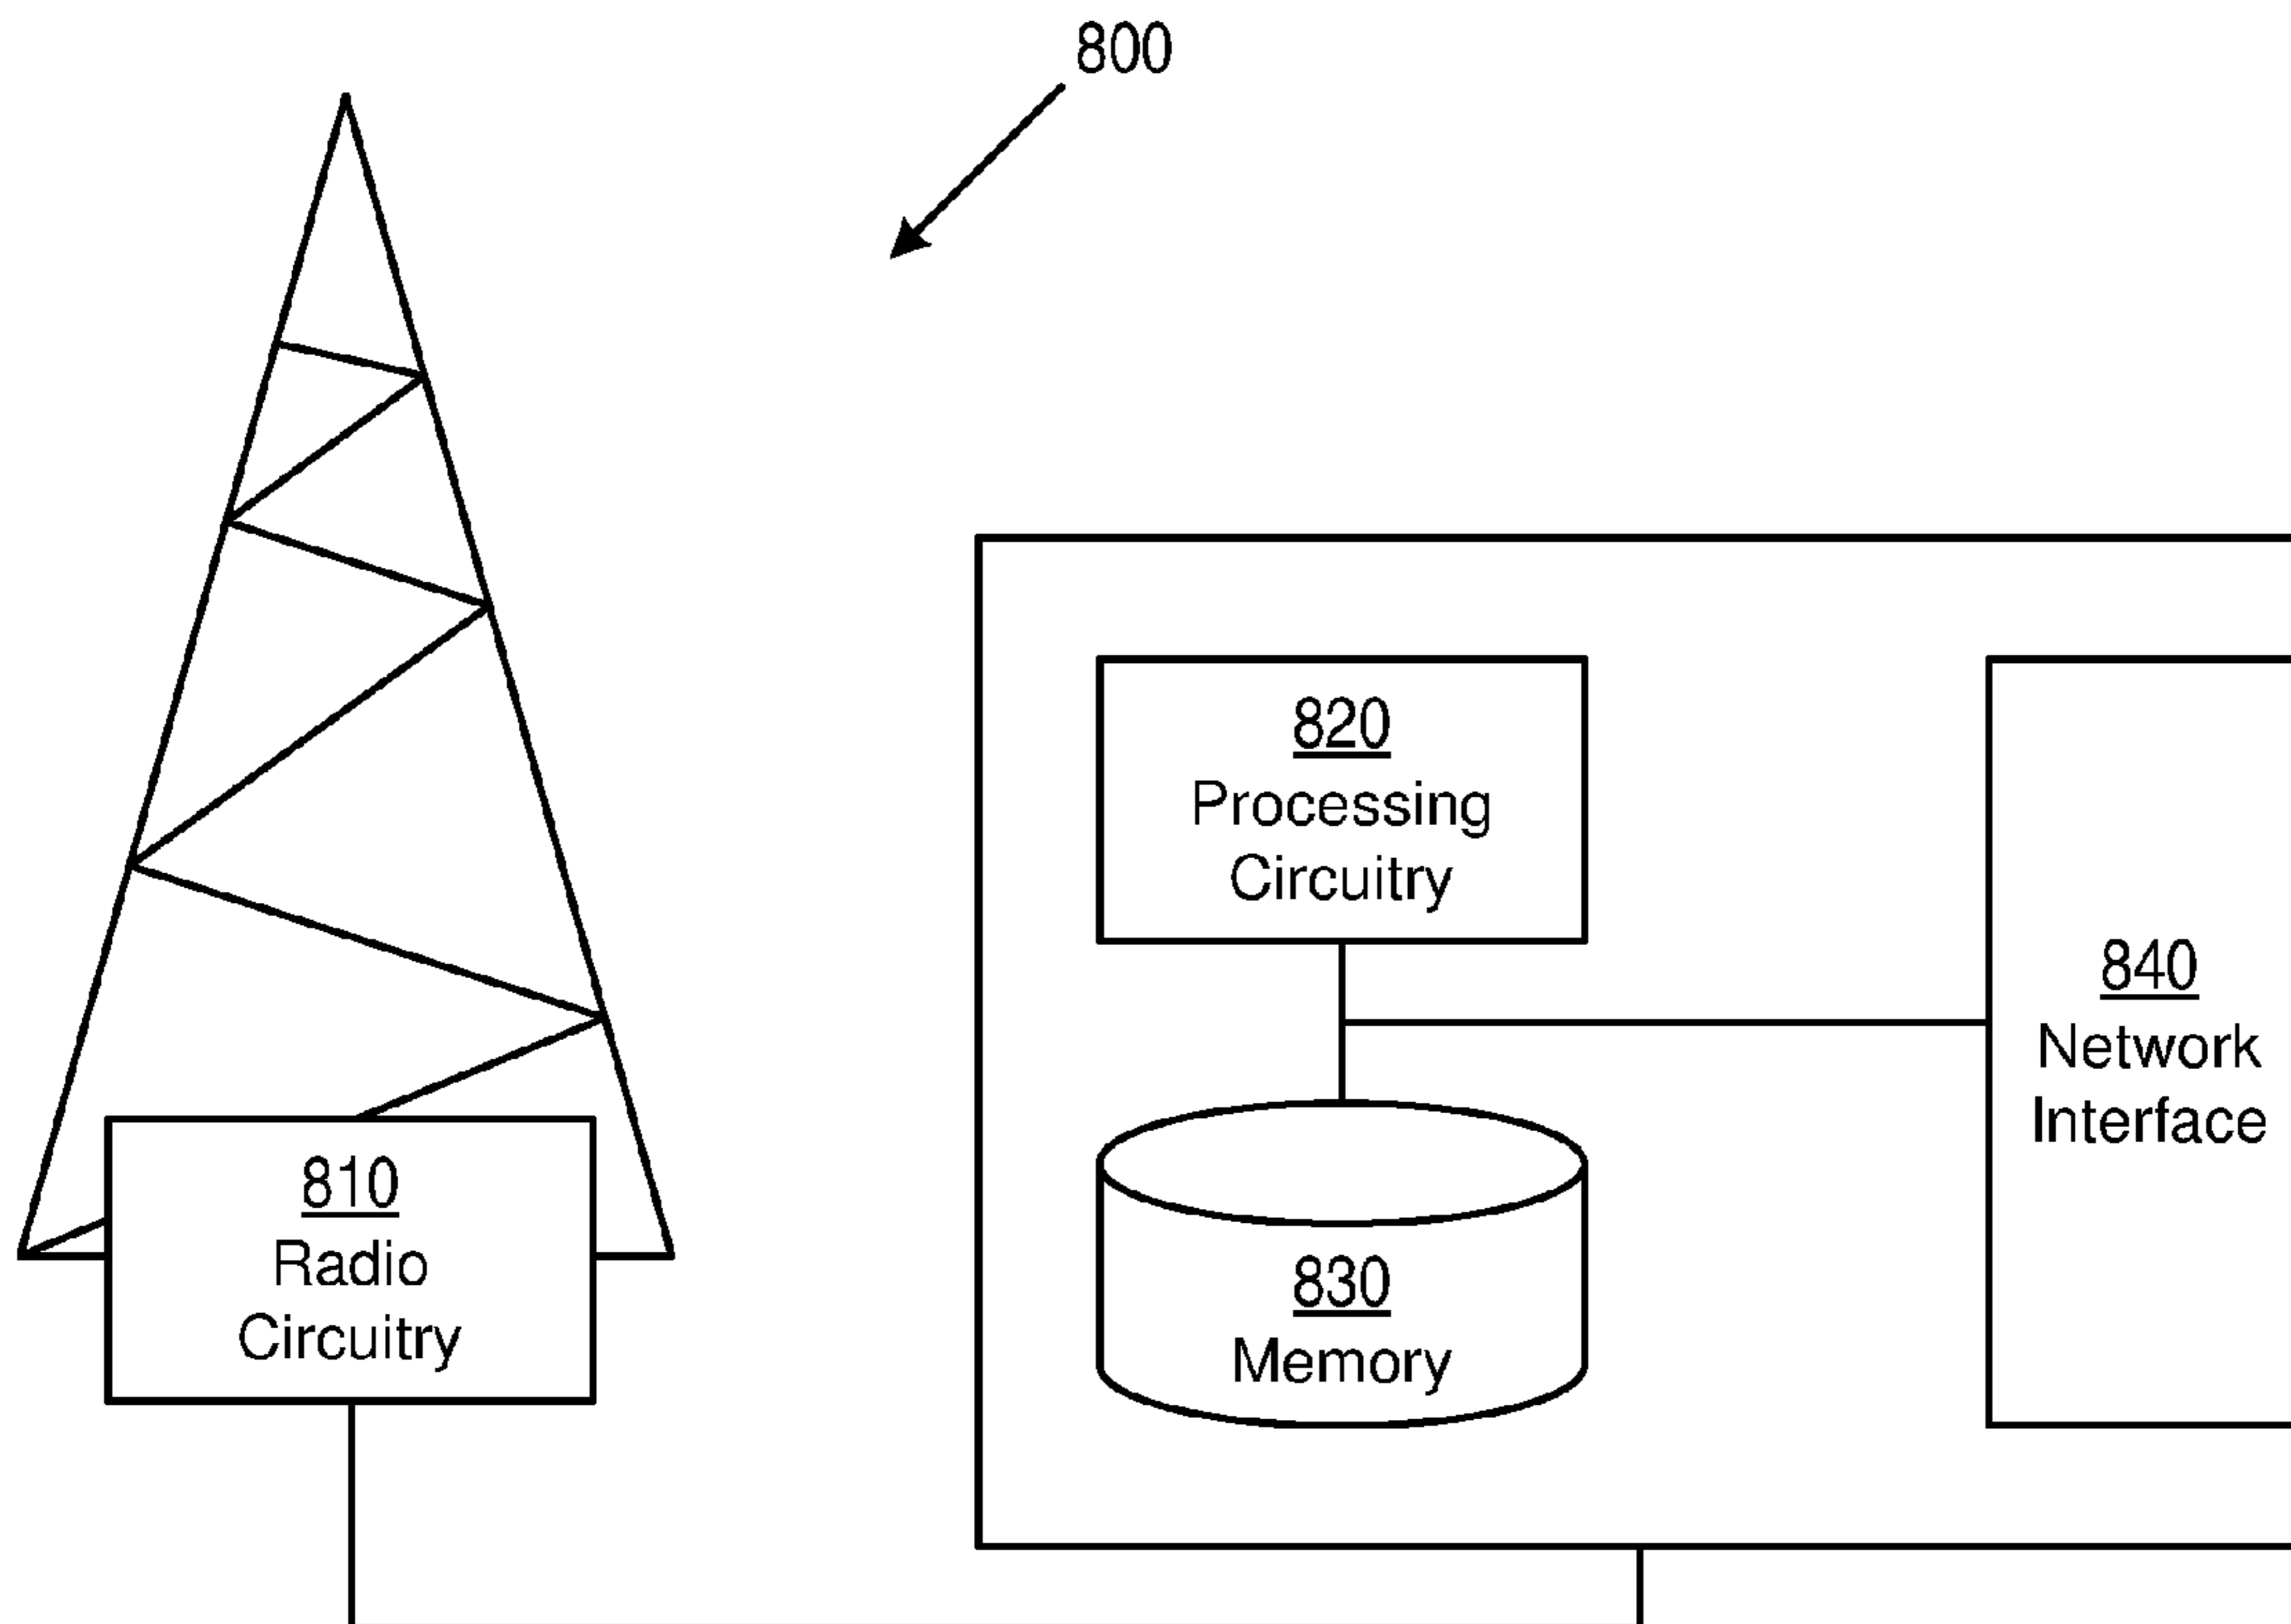 800
820
Processing
Circuitry
840
Network
Interface
810
Radio
Circuitry
830
Memory